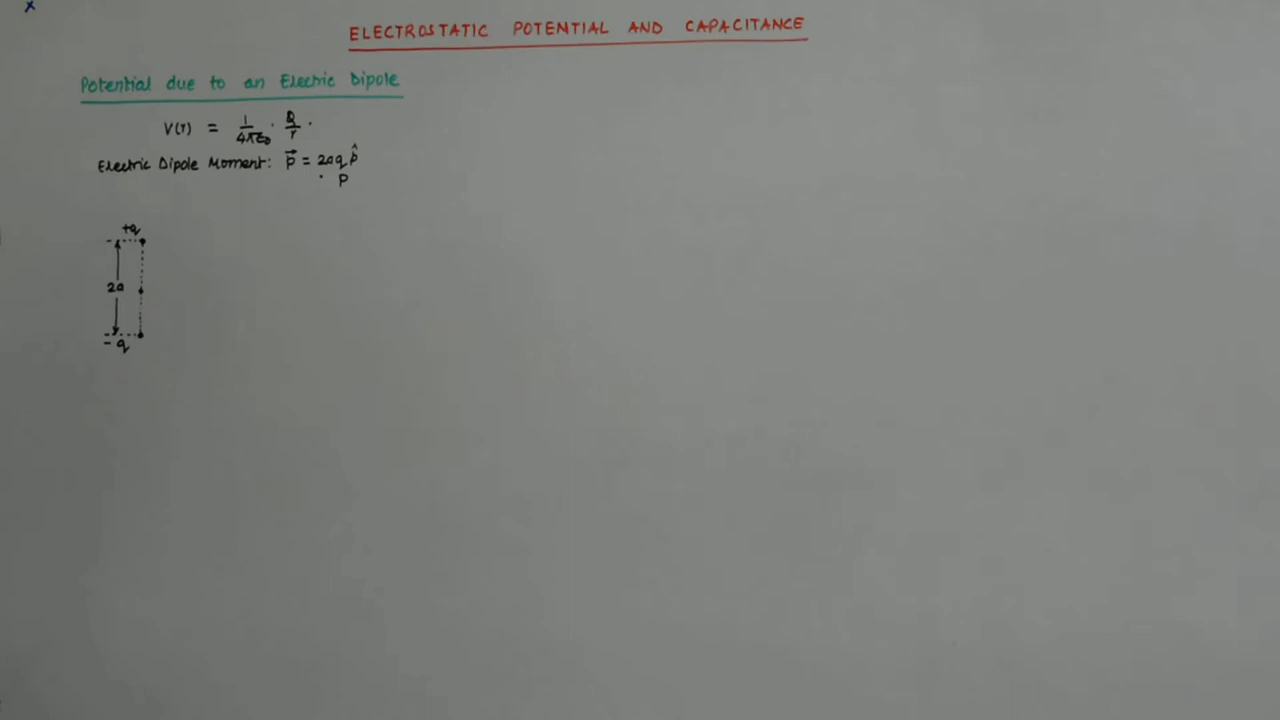 x
ELECTROSTATIC POTENTIAL AND CAPACITANCE
Potential due to an Electric Dipole
V(r) = 1/4πε₀ · Q/r ·
Electric Dipole Moment: p⃗ = 2aq p̂
P
+q
2a
-q